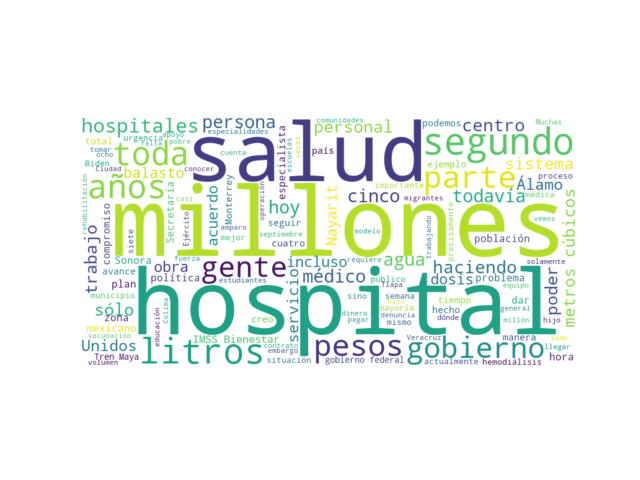 comunidades
hospitales persona personal podemos centro Muchas
urgencia apoyo especialidades
total falta pobre cuenta especialista escuelas veces país segundo
toda salud
tomar ocho ejemplo sistema
Biden balasto parte
Ciudad conocer proceso
años importante Álamo
rehabilitación casi cinco migrantes todavía médica
compromiso Secretaria Ejército acuerdo Monterrey hoy operación amparo Nayarit precisamente
millones
seguir modelo trabajando vemos
siete mejor septiembre cuatro población solamente
trabajo metros cúbicos
Sonora fuerza incluso agua haciendo problema
avance obra gente médico dosis poder
política estudiantes público requiere equipo
plan hospital
municipio servicio Tlapa tiempo dar general
sólo Colima sino semana hizo hecho
zona creo dinero mayoría dónde millón hijo
mexicano educación pagar denuncia mismo
vacunación IMSS Bienestar Veracruz manera lado
Unidos litros pesos gobierno
embargo contrato llegar
Tren Maya situación hora
volumen gobierno federal actualmente hemodiálisis